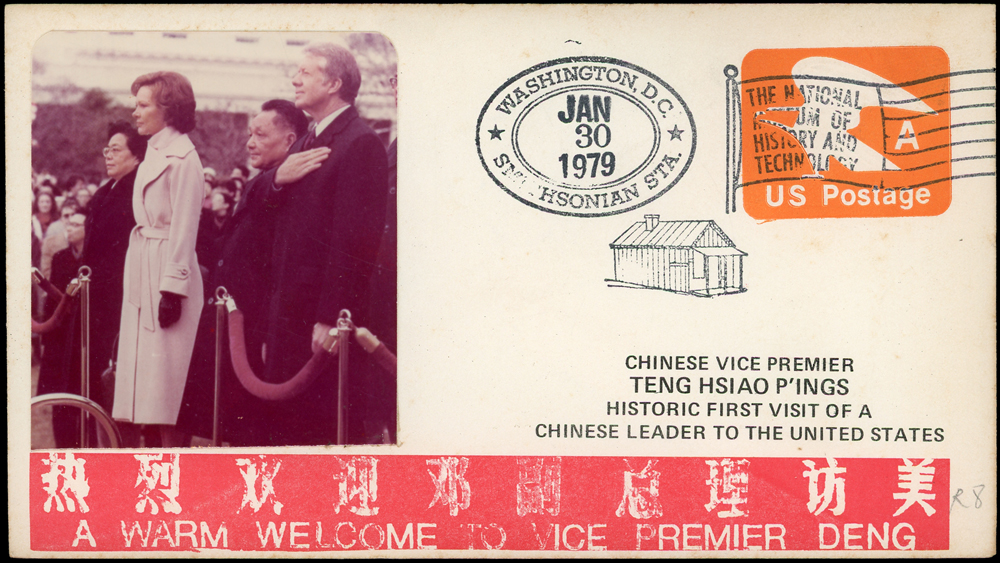 WASHINGTON, D.C.
JAN
30
1979
SMITHSONIAN STA.
THE NATIONAL
MUSEUM OF
HISTORY AND
TECHNOLOGY
A
US Postage
CHINESE VICE PREMIER
TENG HSIAO P'INGS
HISTORIC FIRST VISIT OF A
CHINESE LEADER TO THE UNITED STATES
热烈欢迎邓副总理访美
A WARM WELCOME TO VICE PREMIER DENG
R8